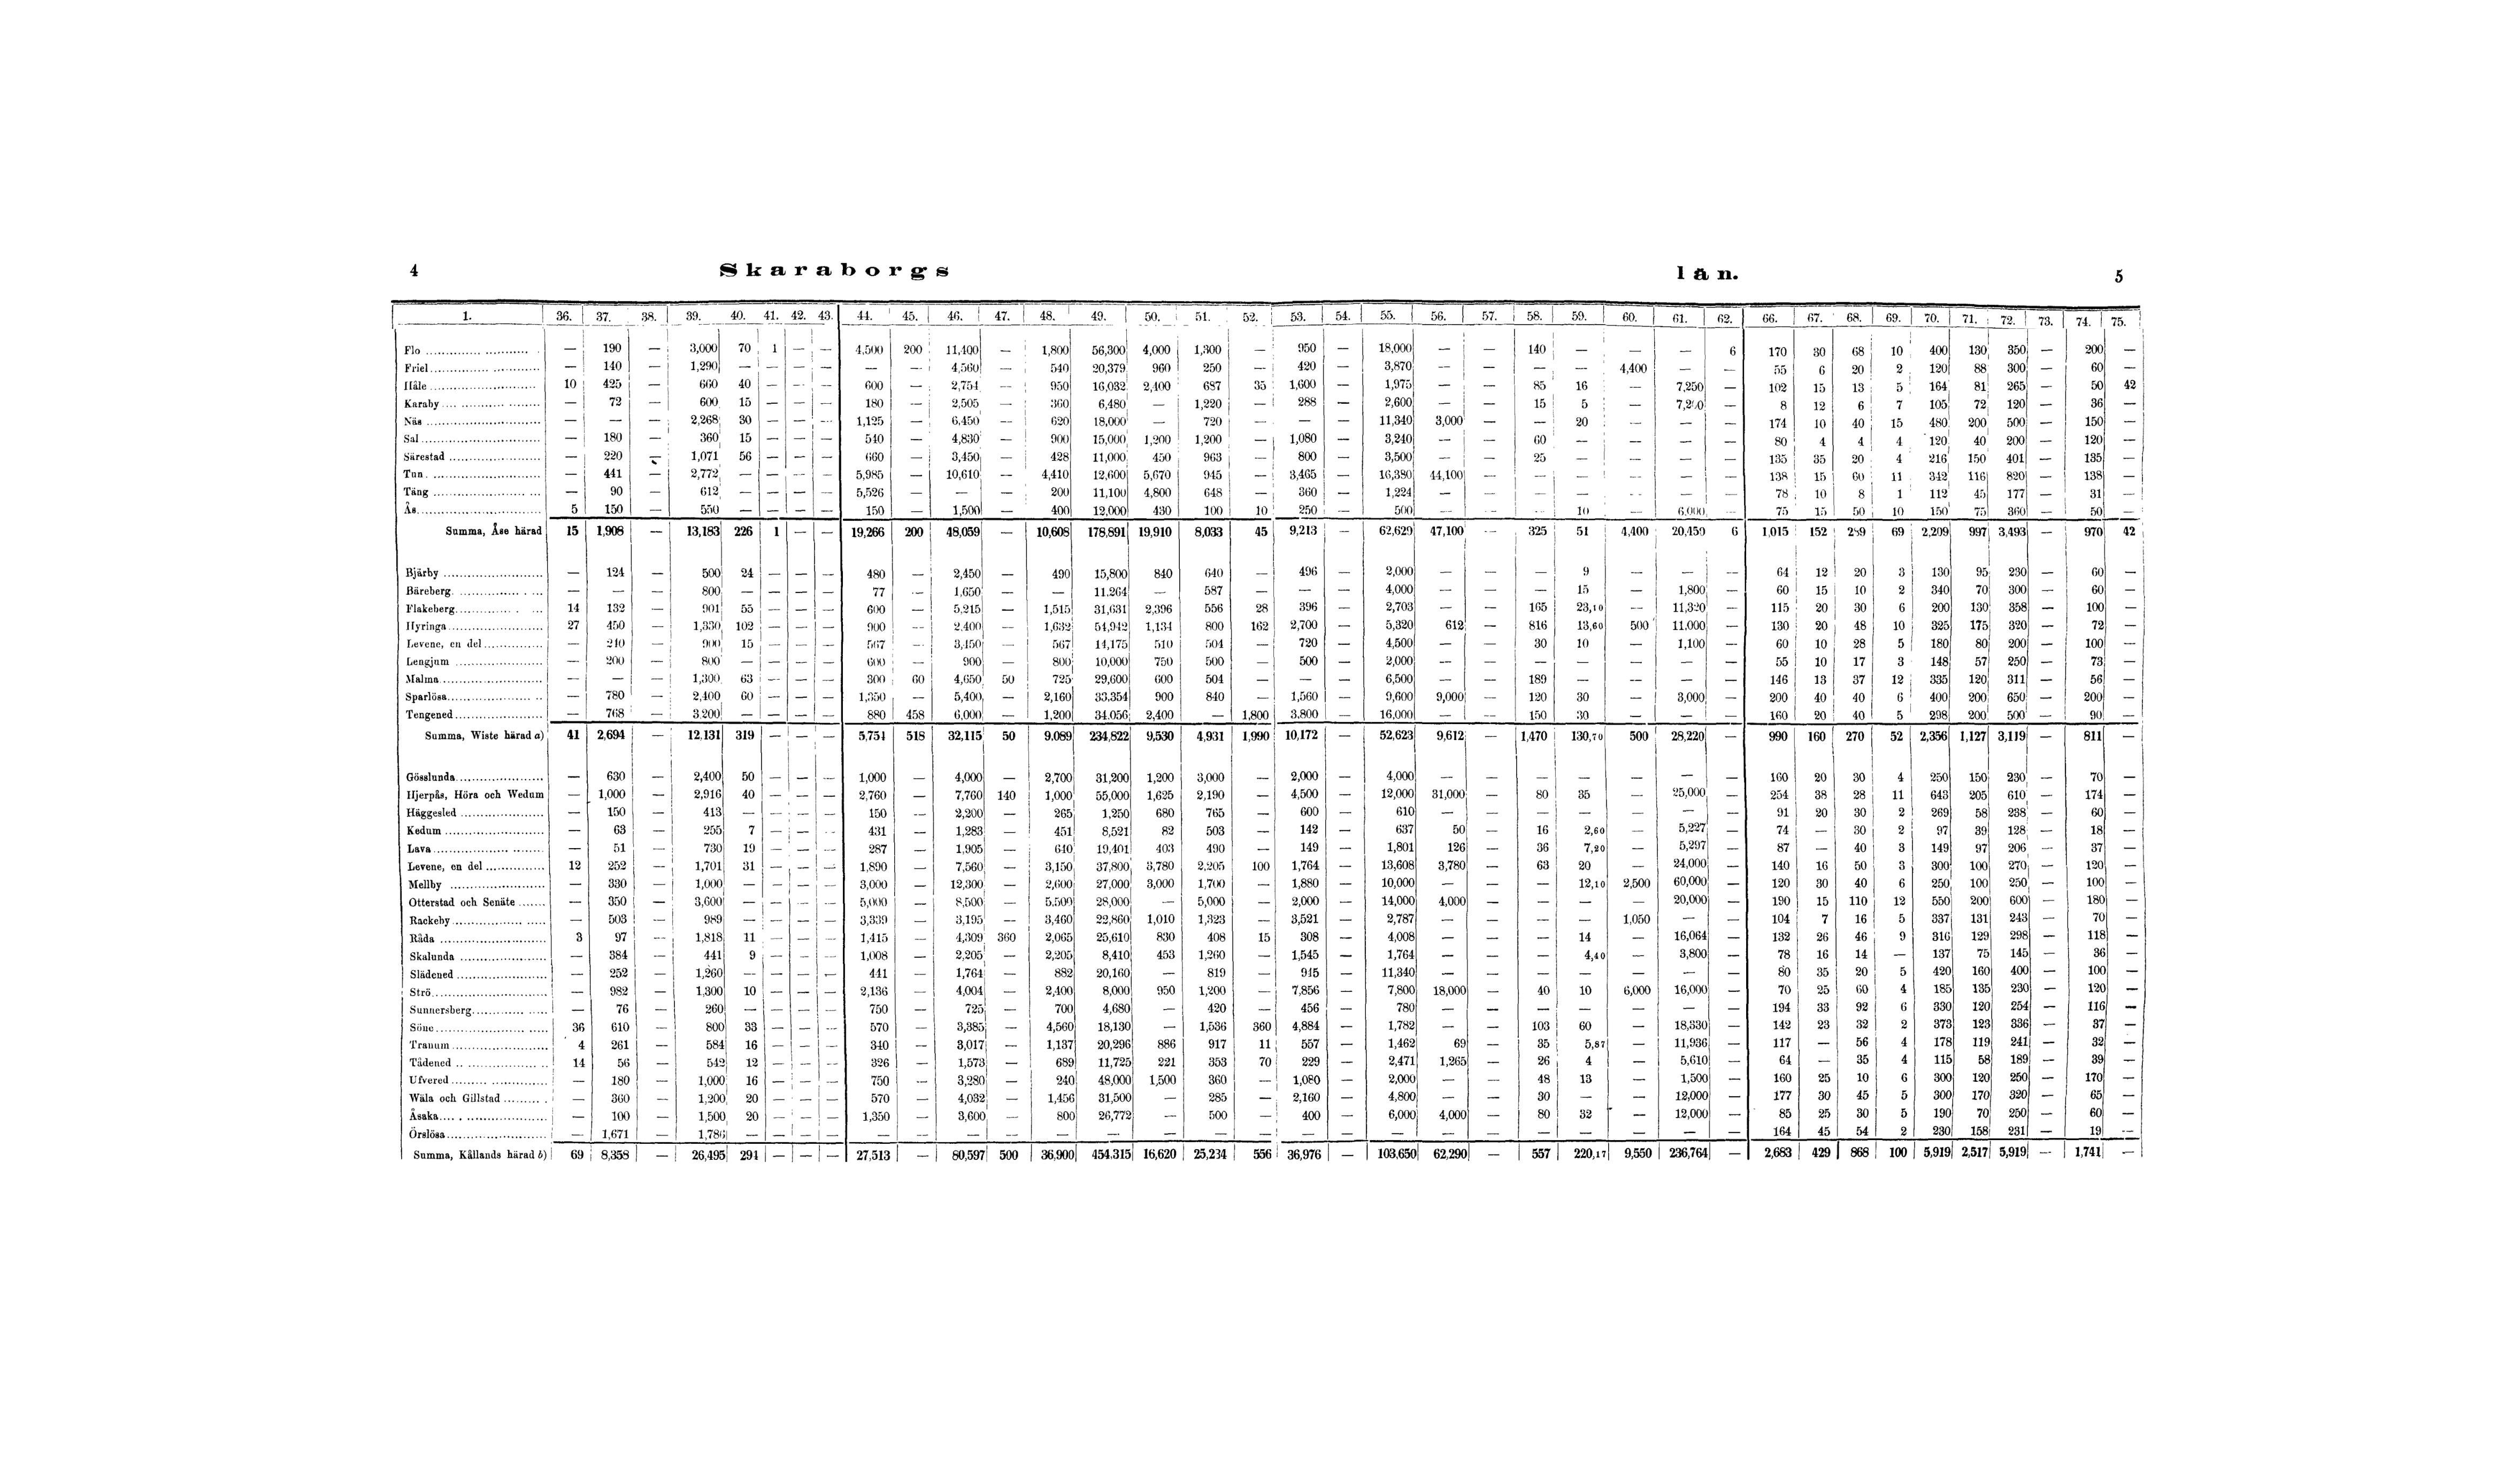 4 Skaraborgs län. 5
1. 36. 37. 38. 39. 40. 41. 42. 43. 44. 45. 46. 47. 48. 49. 50. 51. 52. 53. 54. 55. 56. 57. 58. 59. 60. 61. 62. 66. 67. 68. 69. 70. 71. 72. 73. 74. 75.
Flo — 190 — 3,000 70 1 — — 4,500 200 11,400 — 1,800 56,300 4,000 1,300 — 950 — 18,000 — — 140 — — — 6 170 30 68 10 400 130 350 — 200 —
Friel — 140 — 1,290 — — — — — — 4,560 — 540 20,379 960 250 — 420 — 3,870 — — — — 4,400 — — 55 6 20 2 120 88 300 — 60 —
Håle 10 425 — 660 40 — — — 600 — 2,754 — 950 16,032 2,400 687 35 1,600 — 1,975 — — 85 16 — 7,250 — 102 15 13 5 164 81 265 — 50 42
Karaby — 72 — 600 15 — — — 180 — 2,505 — 360 6,480 — 1,220 — 288 — 2,600 — — 15 5 — — 8 12 6 7 105 72 120 — 36 —
Näs — — — 2,268 30 — — — 1,125 — 6,450 — 620 18,000 — 720 — — — 11,340 3,000 — — 20 — — — 174 10 40 15 480 200 500 — 150 —
Sal — 180 — 360 15 — — — 540 — 4,830 — 900 15,000 1,200 1,200 — 1,080 — 3,240 — — 60 — — — — 80 4 4 4 120 40 200 — 120 —
Särestad — 220 — 1,071 56 — — — 660 — 3,450 — 428 11,000 450 963 — 800 — 3,500 — — 25 — — — — 135 35 20 4 216 150 401 — 135 —
Tun — 441 — 2,772 — — — — 5,985 — 10,610 — 4,410 12,600 5,670 945 — 3,465 — 16,380 44,100 — — — — — — 138 15 60 11 342 116 820 — 138 —
Täng — 90 — 612 — — — — 5,526 — — — 200 11,100 4,800 648 — 360 — 1,224 — — — — — — — 78 10 8 1 112 45 177 — 31 —
Ås 5 150 — 550 — — — — 150 — 1,500 — 400 12,000 430 100 10 250 — 500 — — — 10 — 6,000 — 75 15 50 10 150 75 360 — 50 —
Summa, Åse härad 15 1,908 — 13,183 226 1 — — 19,266 200 48,059 — 10,608 178,891 19,910 8,033 45 9,213 — 62,629 47,100 — 325 51 4,400 20,450 6 1,015 152 289 69 2,209 997 3,493 — 970 42
Bjärby — 124 — 500 24 — — — 480 — 2,450 — 490 15,800 840 640 — 496 — 2,000 — — — 9 — — — 64 12 20 3 130 95 230 — 60 —
Bäreberg — — — 800 — — — — 77 — 1,650 — — 11,264 — 587 — — — 4,000 — — — 15 — 1,800 — 60 15 10 2 340 70 300 — 60 —
Flakeberg 14 132 — 901 55 — — — 600 — 5,215 — 1,515 31,631 2,396 556 28 396 — 2,703 — — 165 23,10 — 11,320 — 115 20 30 6 200 130 358 — 100 —
Hyringa 27 450 — 1,330 102 — — — 900 — 2,400 — 1,632 54,942 1,134 800 162 2,700 — 5,320 612 — 816 13,60 500 11,000 — 130 20 48 10 325 175 320 — 72 —
Levene, en del — 240 — 900 15 — — — 567 — 3,450 — 567 14,175 510 504 — 720 — 4,500 — — 30 10 — 1,100 — 60 10 28 5 180 80 200 — 100 —
Lengjum — 200 — 800 — — — — 600 — 900 — 800 10,000 750 500 — 500 — 2,000 — — — — — — — 55 10 17 3 148 57 250 — 73 —
Malma — — — 1,300 63 — — — 300 60 4,650 50 725 29,600 600 504 — — — 6,500 — — 189 — — — — 146 13 37 12 335 120 311 — 56 —
Sparlösa — 780 — 2,400 60 — — — 1,350 — 5,400 — 2,160 33,354 900 840 — 1,560 — 9,600 9,000 — 120 30 — 3,000 — 200 40 40 6 400 200 650 — 200 —
Tengened — 768 — 3,200 — — — — 880 458 6,000 — 1,200 34,056 2,400 — 1,800 3,800 — 16,000 — — 150 30 — — — 160 20 40 5 298 200 500 — 90 —
Summa, Wiste härad a) 41 2,694 — 12,131 319 — — — 5,754 518 32,115 50 9,089 234,822 9,530 4,931 1,990 10,172 — 52,623 9,612 — 1,470 130,70 500 28,220 — 990 160 270 52 2,356 1,127 3,119 — 811 —
Gösslunda — 630 — 2,400 50 — — — 1,000 — 4,000 — 2,700 31,200 1,200 3,000 — 2,000 — 4,000 — — — — — — — 160 20 30 4 250 150 230 — 70 —
Hjerpås, Höra och Wedum — 1,000 — 2,916 40 — — — 2,760 — 7,760 140 1,000 55,000 1,625 2,190 — 4,500 — 12,000 31,000 — 80 35 — 25,000 — 254 38 28 11 643 205 610 — 174 —
Häggesled — 150 — 413 — — — — 150 — 2,200 — 265 1,250 680 765 — 600 — 610 — — — — — — — 91 20 30 2 269 58 238 — 60 —
Kedum — 63 — 255 7 — — — 431 — 1,283 — 451 8,521 82 503 — 142 — 637 50 — 16 2,60 — 5,227 — 74 — 30 2 97 39 128 — 18 —
Lava — 51 — 730 19 — — — 287 — 1,905 — 640 19,401 403 490 — 149 — 1,801 126 — 36 7,20 — 5,297 — 87 — 40 3 149 97 206 — 37 —
Levene, en del 12 252 — 1,701 31 — — — 1,890 — 7,560 — 3,150 37,800 3,780 2,205 100 1,764 — 13,608 3,780 — 63 20 — 24,000 — 140 16 50 3 300 100 270 — 120 —
Mellby — 330 — 1,000 — — — — 3,000 — 12,300 — 2,600 27,000 3,000 1,700 — 1,880 — 10,000 — — — 12,10 2,500 60,000 — 120 30 40 6 250 100 250 — 100 —
Otterstad och Senäte — 350 — 3,600 — — — — 5,000 — 8,500 — 5,509 28,000 — 5,000 — 2,000 — 14,000 4,000 — — — — 20,000 — 190 15 110 12 550 200 600 — 180 —
Rackeby — 503 — 989 — — — — 3,339 — 3,195 — 3,460 22,860 1,010 1,323 — 3,521 — 2,787 — — — — 1,050 — — 104 7 16 5 337 131 243 — 70 —
Råda 3 97 — 1,818 11 — — — 1,415 — 4,309 360 2,065 25,610 830 408 15 308 — 4,008 — — — 14 — 16,064 — 132 26 46 9 316 129 298 — 118 —
Skalunda — 384 — 441 9 — — — 1,008 — 2,205 — 2,205 8,410 453 1,260 — 1,545 — 1,764 — — — 4,40 — 3,800 — 78 16 14 — 137 75 145 — 36 —
Slädened — 252 — 1,260 — — — — 441 — 1,764 — 882 20,160 — 819 — 915 — 11,340 — — — — — — — 80 35 20 5 420 160 400 — 100 —
Strö — 982 — 1,300 10 — — — 2,136 — 4,004 — 2,400 8,000 950 1,200 — 7,856 — 7,800 18,000 — 40 10 6,000 16,000 — 70 25 60 4 185 135 230 — 120 —
Sunnersberg — 76 — 260 — — — — 750 — 725 — 700 4,680 — 420 — 456 — 780 — — — — — — — 194 33 92 6 330 120 254 — 116 —
Söne 36 610 — 800 33 — — — 570 — 3,385 — 4,560 18,130 — 1,536 360 4,884 — 1,782 — — 103 60 — 18,330 — 142 23 32 2 373 123 336 — 37 —
Tranum 4 261 — 584 16 — — — 340 — 3,017 — 1,137 20,296 886 917 11 557 — 1,462 69 — 35 5,87 — 11,936 — 117 — 56 4 178 119 241 — 32 —
Tådened 14 56 — 542 12 — — — 326 — 1,573 — 689 11,725 221 353 70 229 — 2,471 1,265 — 26 4 — 5,610 — 64 — 35 4 115 58 189 — 39 —
Ufvered — 180 — 1,000 16 — — — 750 — 3,280 — 240 48,000 1,500 360 — 1,080 — 2,000 — — 48 13 — 1,500 — 160 25 10 6 300 120 250 — 170 —
Wäla och Gillstad — 360 — 1,200 20 — — — 570 — 4,032 — 1,456 31,500 — 285 — 2,160 — 4,800 — — 30 — — 12,000 — 177 30 45 5 300 170 320 — 65 —
Åsaka — 100 — 1,500 20 — — — 1,350 — 3,600 — 800 26,772 — 500 — 400 — 6,000 4,000 — 80 32 — 12,000 — 85 25 30 5 190 70 250 — 60 —
Örslösa — 1,671 — 1,786 — — — — — — — — — — — — — — — — — — — — — — — 164 45 54 2 230 158 231 — 19 —
Summa, Kållands härad b) 69 8,358 — 26,495 294 — — — 27,513 — 80,597 500 36,900 454,315 16,620 25,234 556 36,976 — 103,650 62,290 — 557 220,17 9,550 236,764 — 2,683 429 868 100 5,919 2,517 5,919 — 1,741 —